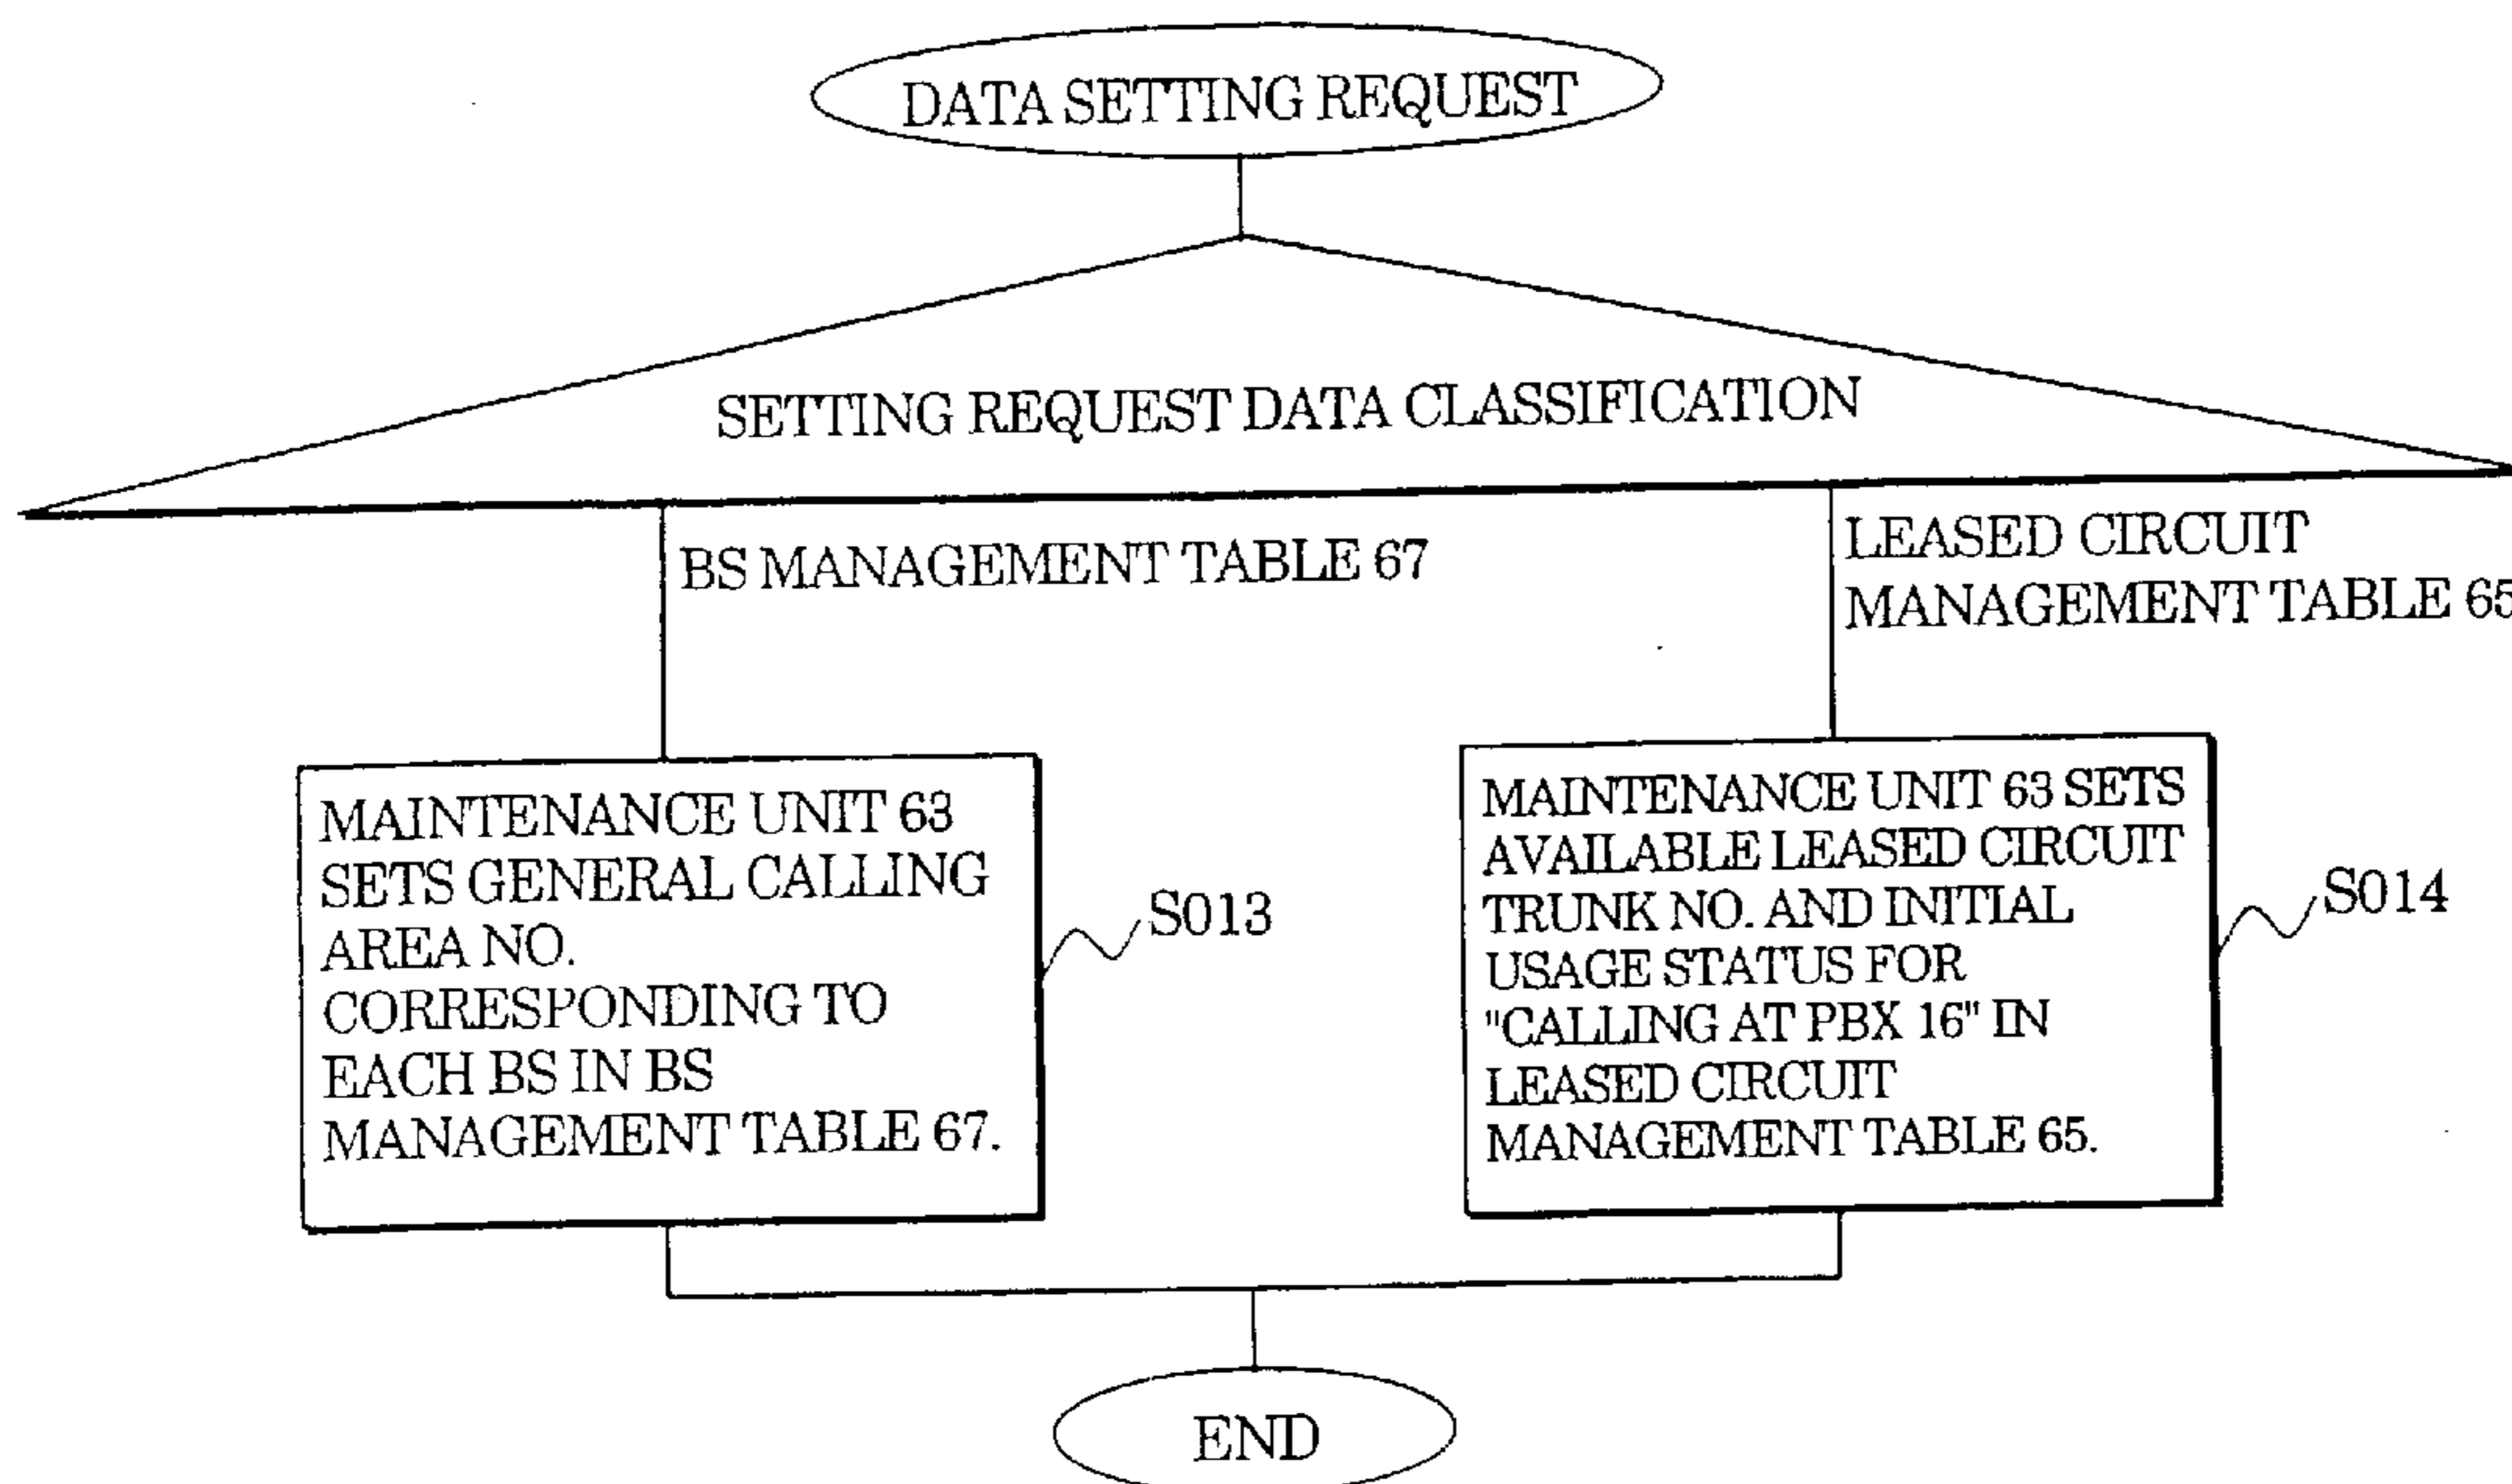 DATA SETTING REQUEST
SETTING REQUEST DATA CLASSIFICATION
BS MANAGEMENT TABLE 67
LEASED CIRCUIT
MANAGEMENT TABLE 65
MAINTENANCE UNIT 63
SETS GENERAL CALLING
AREA NO.
CORRESPONDING TO
EACH BS IN BS
MANAGEMENT TABLE 67.
S013
MAINTENANCE UNIT 63 SETS
AVAILABLE LEASED CIRCUIT
TRUNK NO. AND INITIAL
USAGE STATUS FOR
"CALLING AT PBX 16" IN
LEASED CIRCUIT
MANAGEMENT TABLE 65.
S014
END